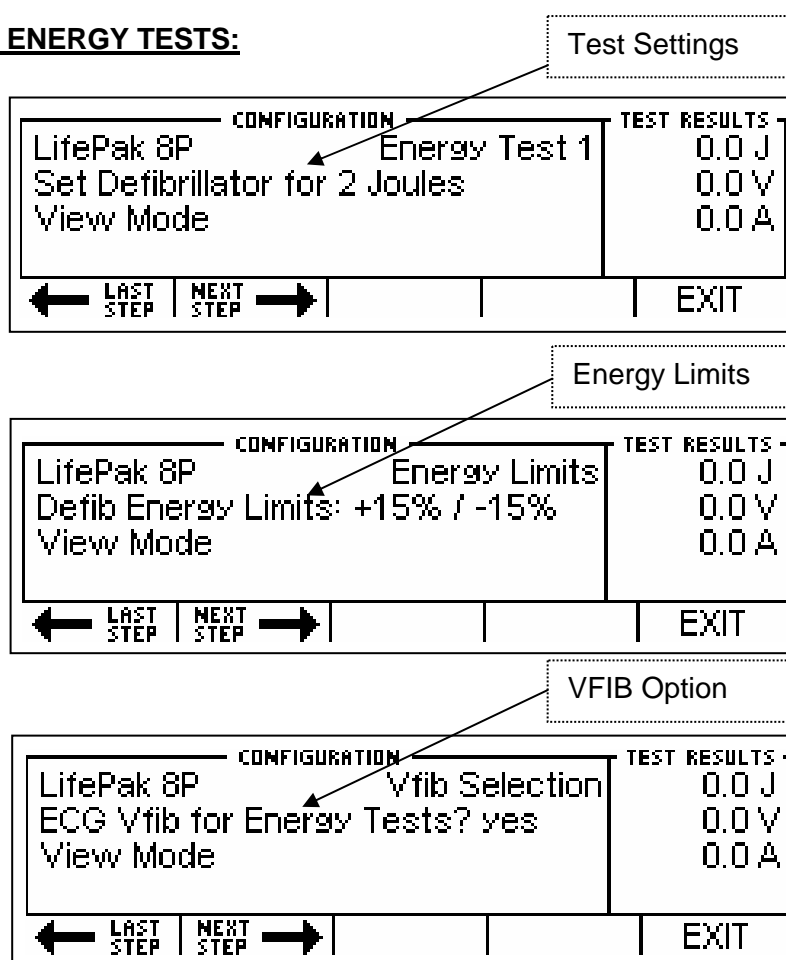 ENERGY TESTS:
Test Settings
CONFIGURATION
TEST RESULTS
LifePak 8P Energy Test 1 0.0 J
Set Defibrillator for 2 Joules 0.0 V
View Mode 0.0 A
LAST STEP NEXT STEP EXIT
Energy Limits
CONFIGURATION
TEST RESULTS
LifePak 8P Energy Limits 0.0 J
Defib Energy Limits: +15% / -15% 0.0 V
View Mode 0.0 A
LAST STEP NEXT STEP EXIT
VFIB Option
CONFIGURATION
TEST RESULTS
LifePak 8P Vfib Selection 0.0 J
ECG Vfib for Energy Tests? yes 0.0 V
View Mode 0.0 A
LAST STEP NEXT STEP EXIT